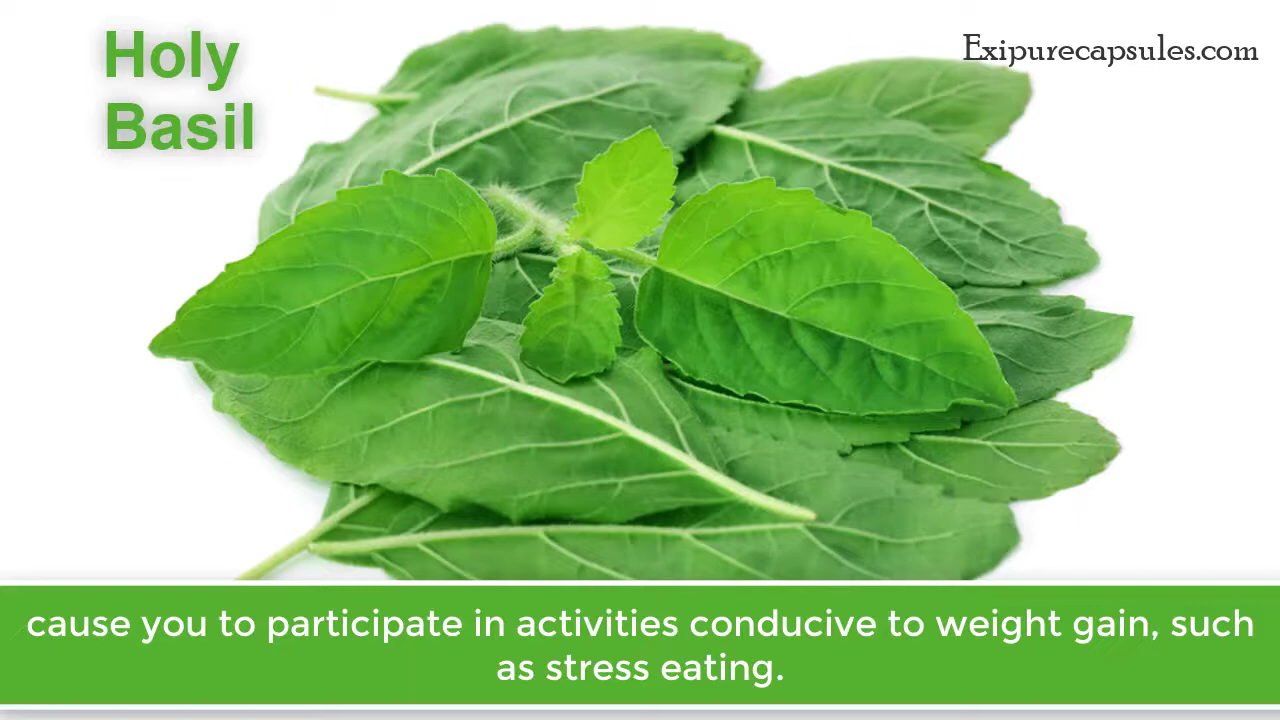 Holy
Basil
Exipurecapsules.com
cause you to participate in activities conducive to weight gain, such
as stress eating.